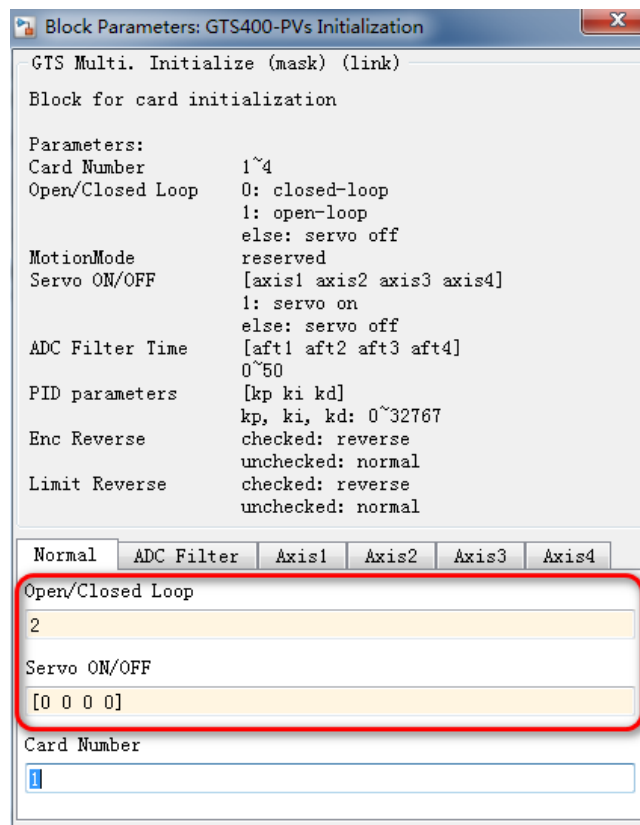 Block Parameters: GTS400-PVs Initialization
GTS Multi. Initialize (mask) (link)
Block for card initialization
Parameters:
Card Number 1~4
Open/Closed Loop 0: closed-loop
1: open-loop
else: servo off
MotionMode reserved
Servo ON/OFF [axis1 axis2 axis3 axis4]
1: servo on
else: servo off
ADC Filter Time [aft1 aft2 aft3 aft4]
0~50
PID parameters [kp ki kd]
kp, ki, kd: 0~32767
Enc Reverse checked: reverse
unchecked: normal
Limit Reverse checked: reverse
unchecked: normal
Normal ADC Filter Axis1 Axis2 Axis3 Axis4
Open/Closed Loop
2
Servo ON/OFF
[0 0 0 0]
Card Number
1